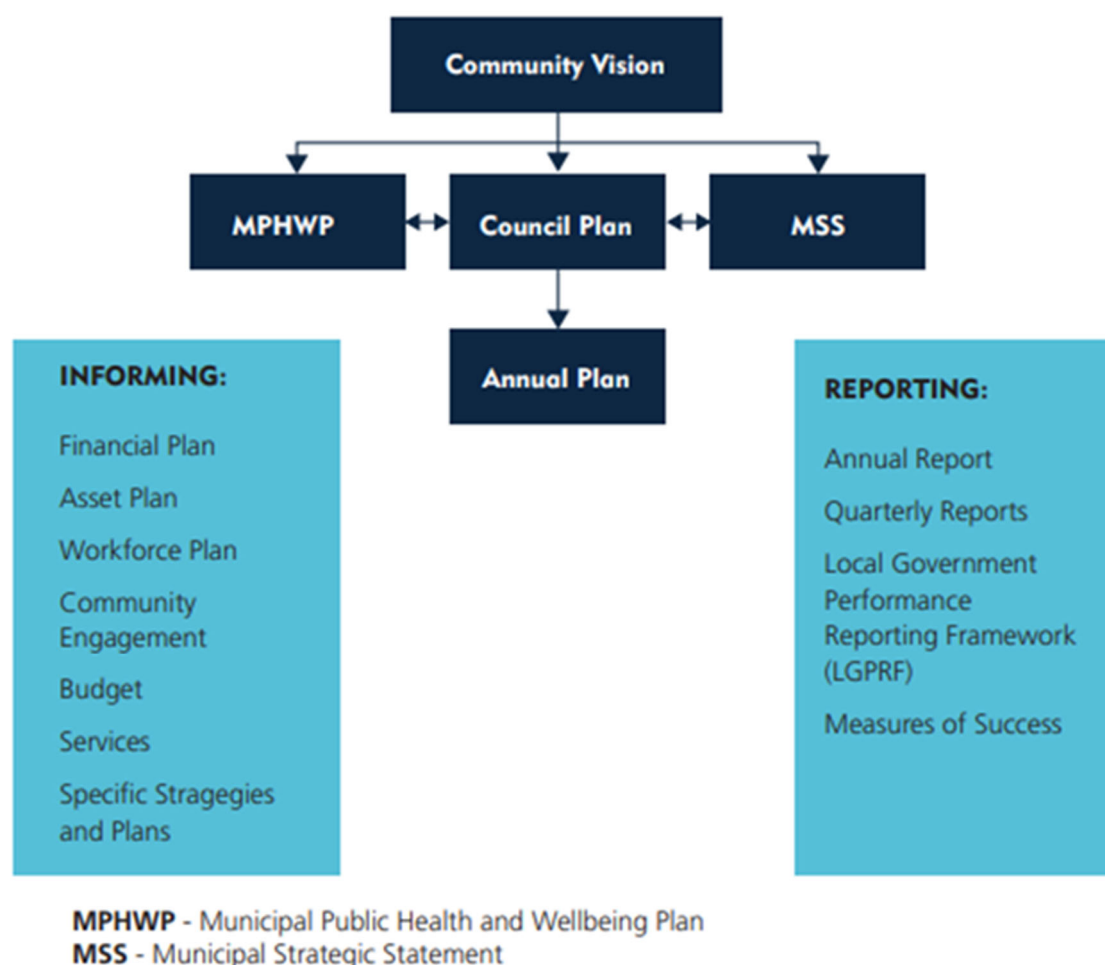 Community Vision
MPHWP
Council Plan
MSS
Annual Plan
INFORMING:
Financial Plan
Asset Plan
Workforce Plan
Community
Engagement
Budget
Services
Specific Stragegies
and Plans
REPORTING:
Annual Report
Quarterly Reports
Local Government
Performance
Reporting Framework
(LGPRF)
Measures of Success
MPHWP - Municipal Public Health and Wellbeing Plan
MSS - Municipal Strategic Statement